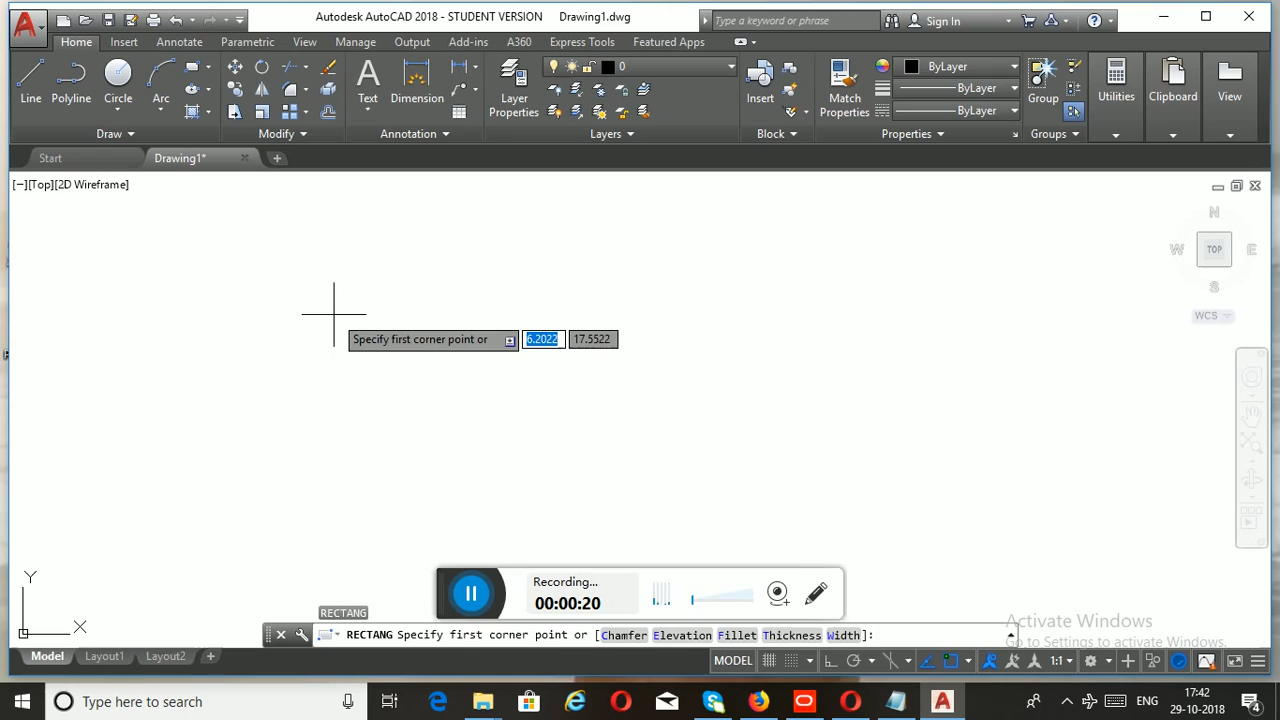 Autodesk AutoCAD 2018 - STUDENT VERSION Drawing1.dwg
Type a keyword or phrase
Sign In
Home Insert Annotate Parametric View Manage Output Add-ins A360 Express Tools Featured Apps
0
ByLayer
ByLayer
ByLayer
Line Polyline Circle Arc
Text Dimension
Layer
Properties
Insert
Match
Properties
Group
Utilities Clipboard View
Draw Modify Annotation Layers Block Properties Groups
Start Drawing1*
[−][Top][2D Wireframe]
N
W TOP E
S
WCS
Specify first corner point or 6.2022 17.5522
Y
X
Recording...
00:00:20
RECTANG
RECTANG Specify first corner point or [Chamfer Elevation Fillet Thickness Width]:
Activate Windows
Go to Settings to activate Windows.
Model Layout1 Layout2
MODEL 1:1
Type here to search
ENG
17:42
29-10-2018
4